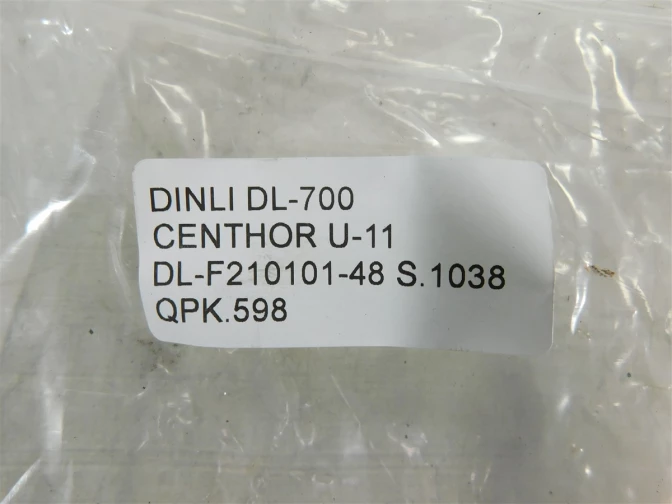 DINLI DL-700
CENTHOR U-11
DL-F210101-48 S.1038
QPK.598